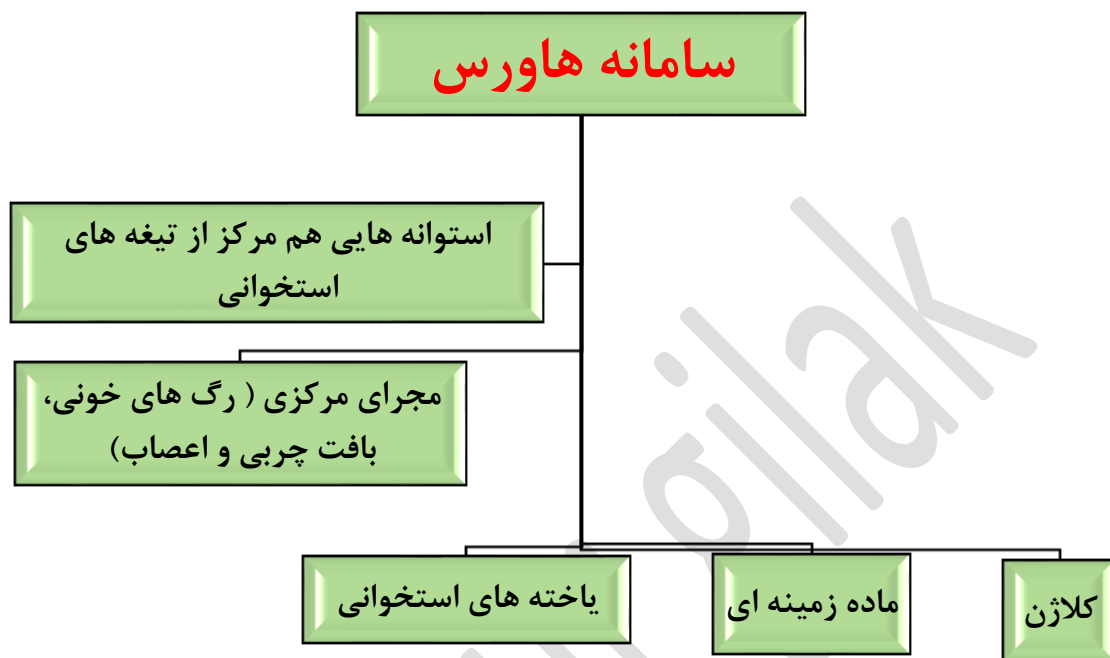 سامانه هاورس
استوانه هایی هم مرکز از تیغه های
استخوانی
مجرای مرکزی ( رگ های خونی،
بافت چربی و اعصاب)
کلاژن
ماده زمینه ای
یاخته های استخوانی
gilak